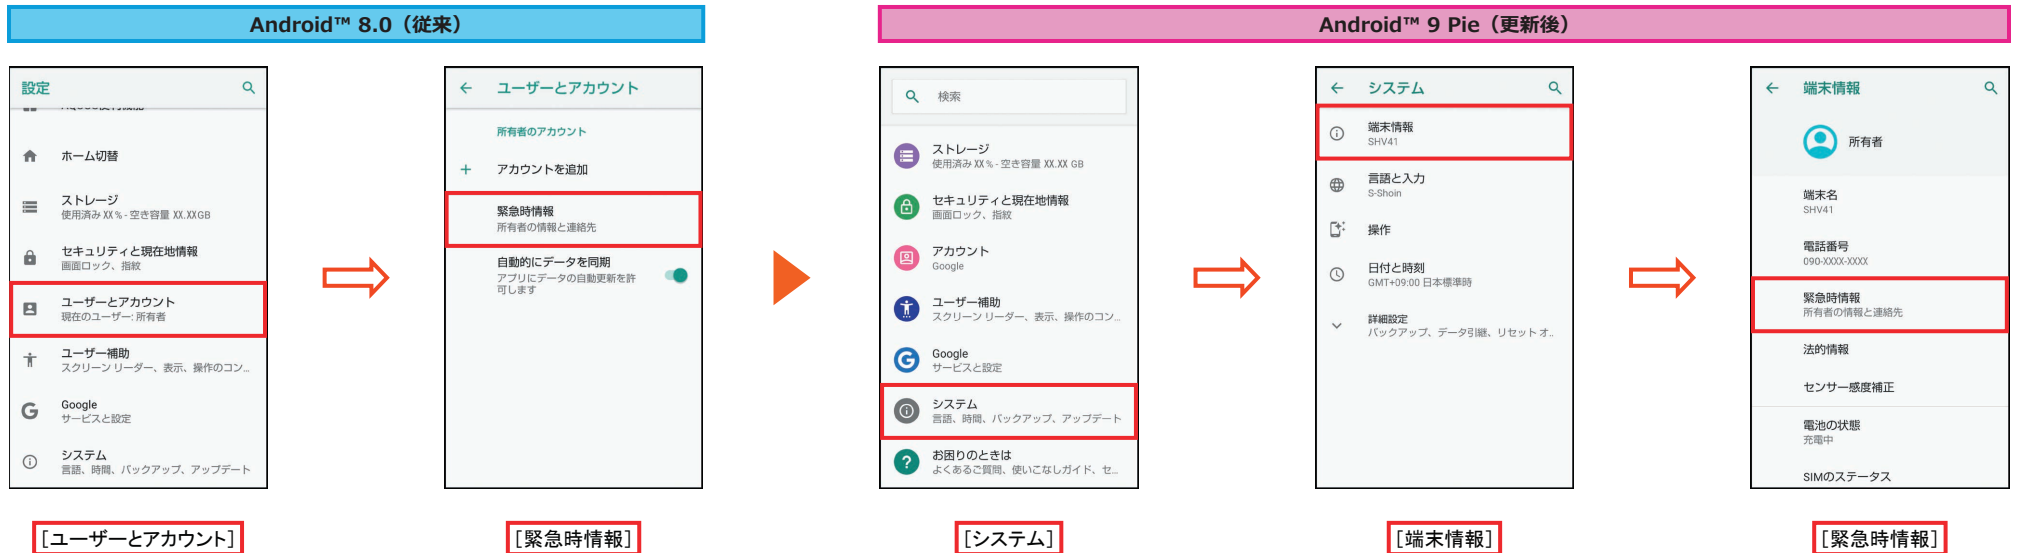 Android™ 8.0（従来）
Android™ 9 Pie（更新後）
設定
ホーム切替
ストレージ
使用済み XX % - 空き容量 XX.XXGB
セキュリティと現在地情報
画面ロック、指紋
ユーザーとアカウント
現在のユーザー: 所有者
ユーザー補助
スクリーン リーダー、表示、操作のコン...
Google
サービスと設定
システム
言語、時間、バックアップ、アップデート
[ユーザーとアカウント]
ユーザーとアカウント
所有者のアカウント
アカウントを追加
緊急時情報
所有者の情報と連絡先
自動的にデータを同期
アプリにデータの自動更新を許
可します
[緊急時情報]
検索
ストレージ
使用済み XX % - 空き容量 XX.XX GB
セキュリティと現在地情報
画面ロック、指紋
アカウント
Google
ユーザー補助
スクリーン リーダー、表示、操作のコン...
Google
サービスと設定
システム
言語、時間、バックアップ、アップデート
お困りのときは
よくあるご質問、使いこなしガイド、セ...
[システム]
システム
端末情報
SHV41
言語と入力
S-Shoin
操作
日付と時刻
GMT+09:00 日本標準時
詳細設定
バックアップ、データ引継、リセット オ..
[端末情報]
端末情報
所有者
端末名
SHV41
電話番号
090-XXXX-XXXX
緊急時情報
所有者の情報と連絡先
法的情報
センサー感度補正
電池の状態
充電中
SIMのステータス
[緊急時情報]